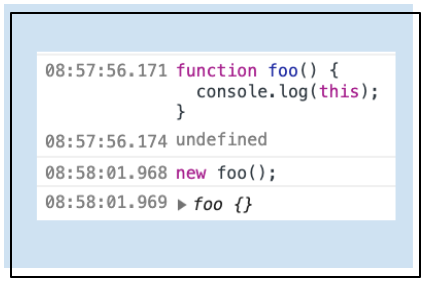 08:57:56.171 function foo() {
console.log(this);
}
08:57:56.174 undefined
08:58:01.968 new foo();
08:58:01.969 ▶ foo {}